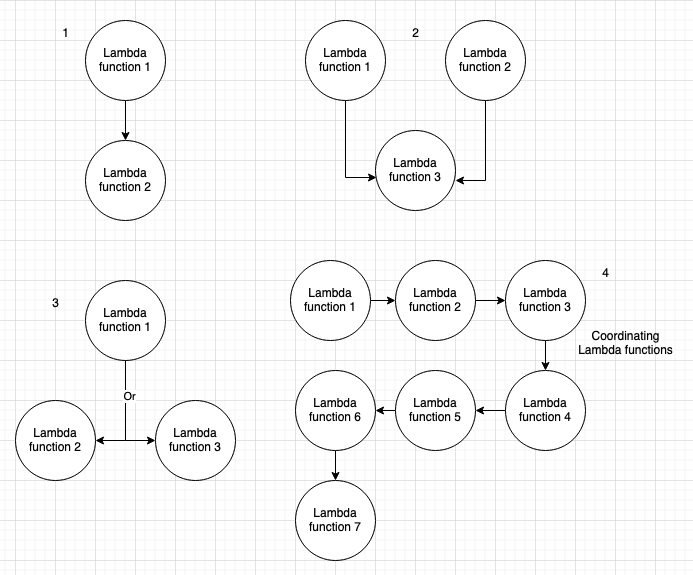 1
Lambda
function 1
Lambda
function 2
2
Lambda
function 1
Lambda
function 2
Lambda
function 3
3
Lambda
function 1
Or
Lambda
function 2
Lambda
function 3
4
Lambda
function 1
Lambda
function 2
Lambda
function 3
Coordinating
Lambda functions
Lambda
function 4
Lambda
function 5
Lambda
function 6
Lambda
function 7